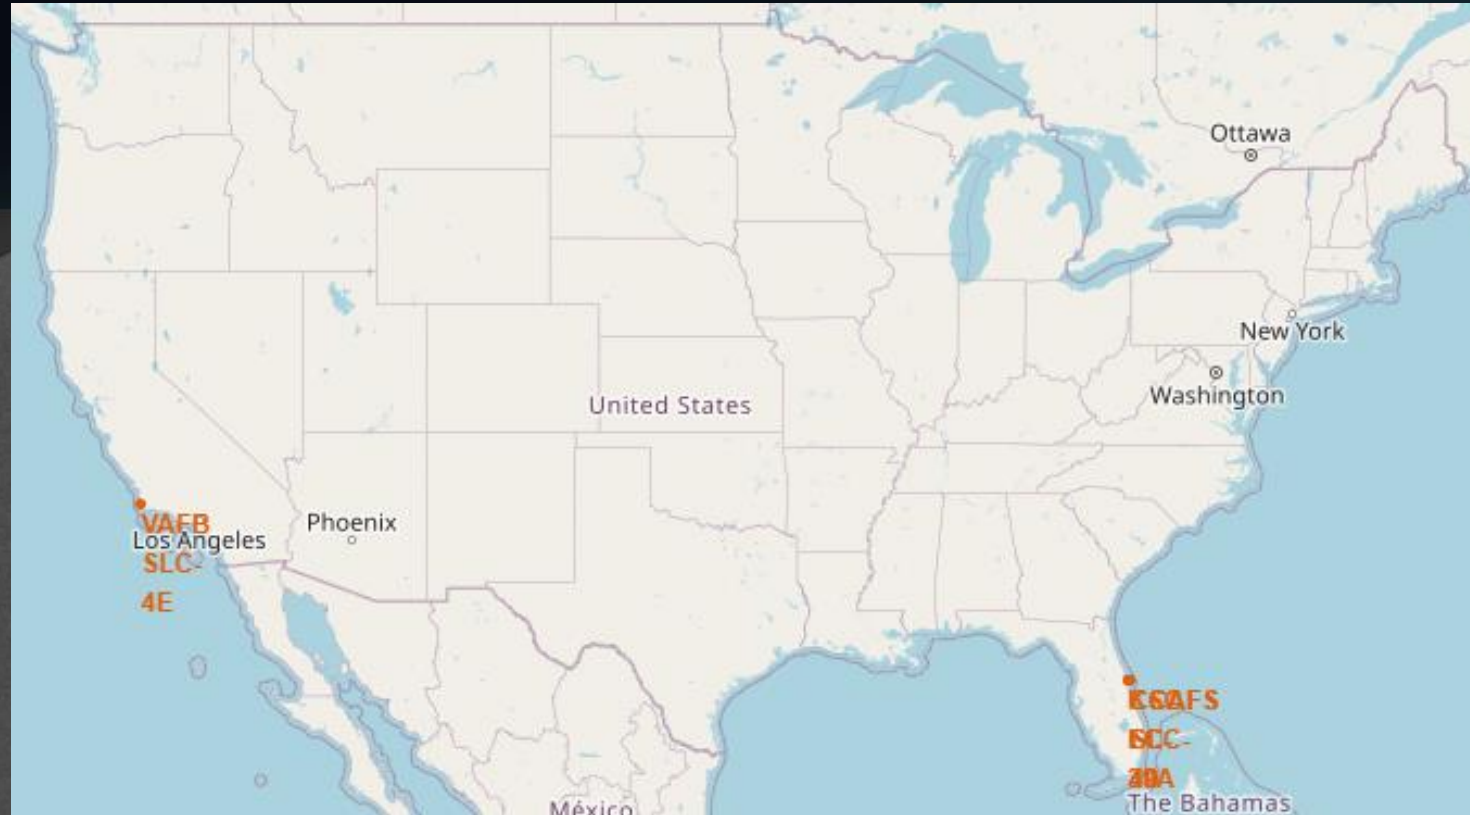 Ottawa
New York
Washington
United States
VAFB
Los Angeles
SLC-
4E
Phoenix
México
The Bahamas